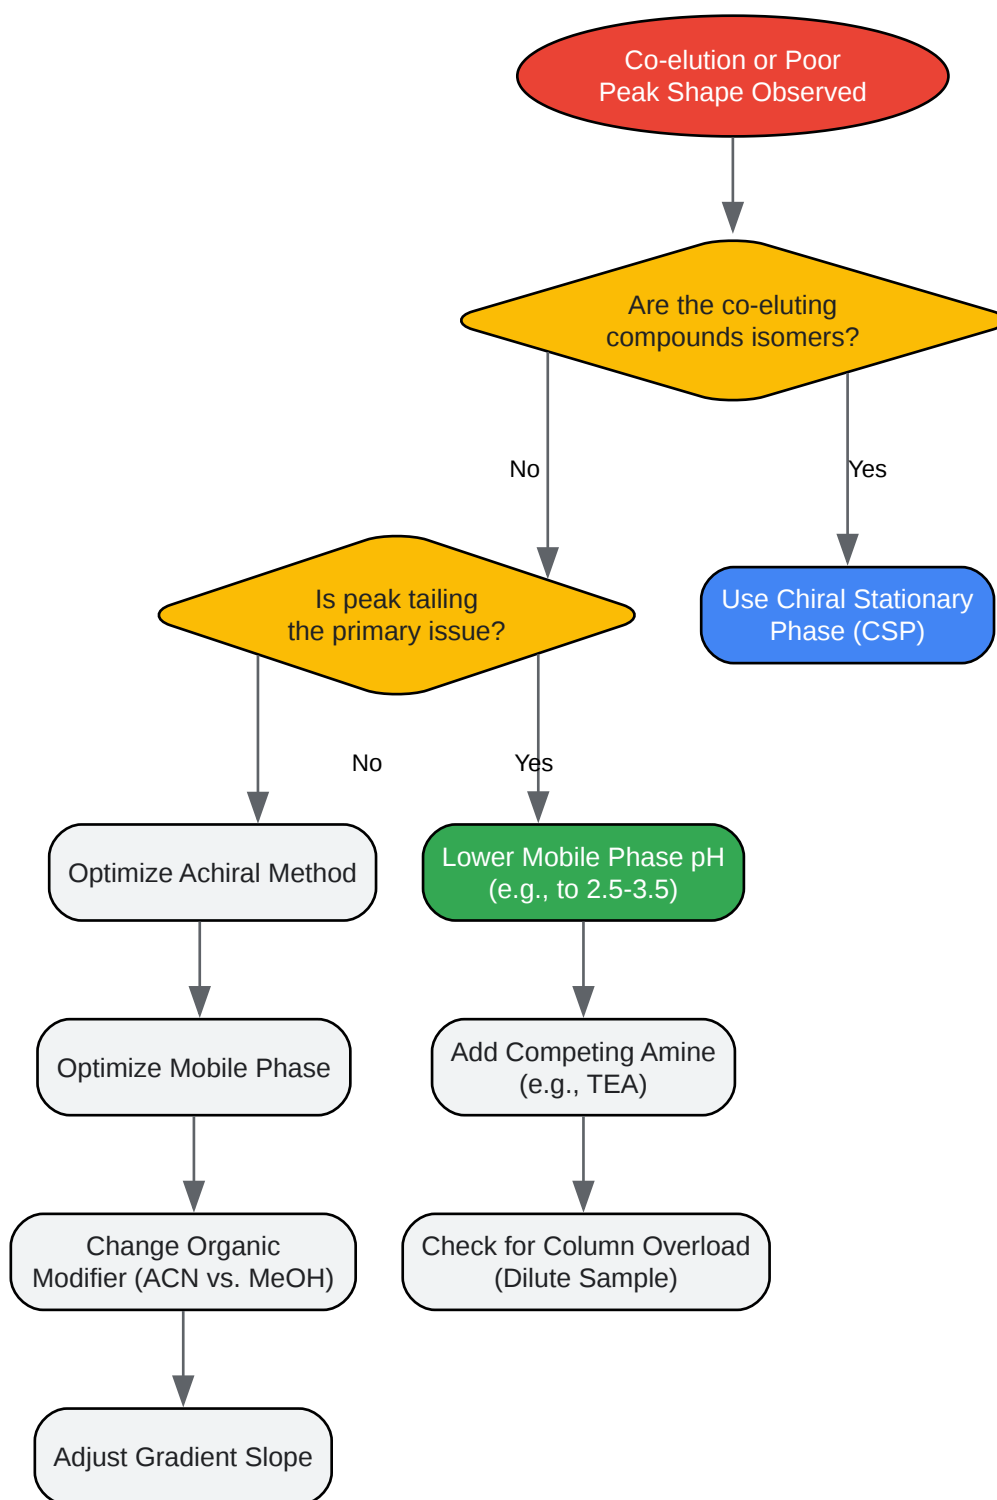 Co-elution or Poor
Peak Shape Observed
Are the co-eluting
compounds isomers?
No
Yes
Is peak tailing
the primary issue?
Use Chiral Stationary
Phase (CSP)
No
Yes
Optimize Achiral Method
Lower Mobile Phase pH
(e.g., to 2.5-3.5)
Optimize Mobile Phase
Add Competing Amine
(e.g., TEA)
Change Organic
Modifier (ACN vs. MeOH)
Check for Column Overload
(Dilute Sample)
Adjust Gradient Slope